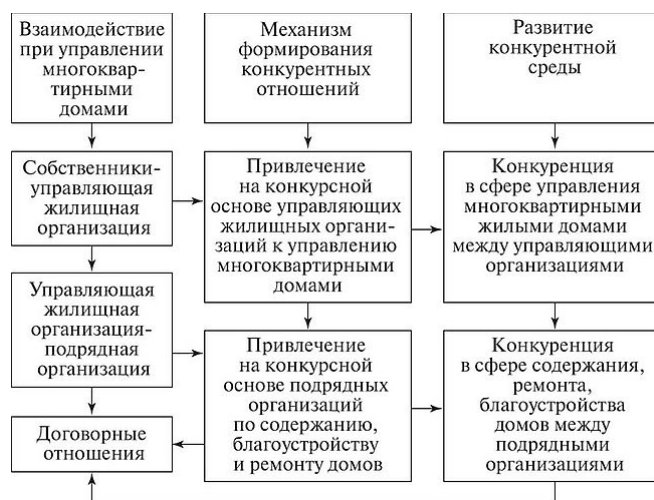 Взаимодействие
при управлении
многоквар-
тирными
домами
Механизм
формирования
конкурентных
отношений
Развитие
конкурентной
среды
Собственники-
управляющая
жилищная
организация
Привлечение
на конкурсной
основе управляющих
жилищных органи-
заций к управлению
многоквартирными
домами
Конкуренция
в сфере управления
многоквартирными
жилыми домами
между управляющими
организациями
Управляющая
жилищная
организация-
подрядная
организация
Привлечение
на конкурсной
основе подрядных
организаций
по содержанию,
благоустройству
и ремонту домов
Конкуренция
в сфере содержания,
ремонта,
благоустройства
домов между
подрядными
организациями
Договорные
отношения